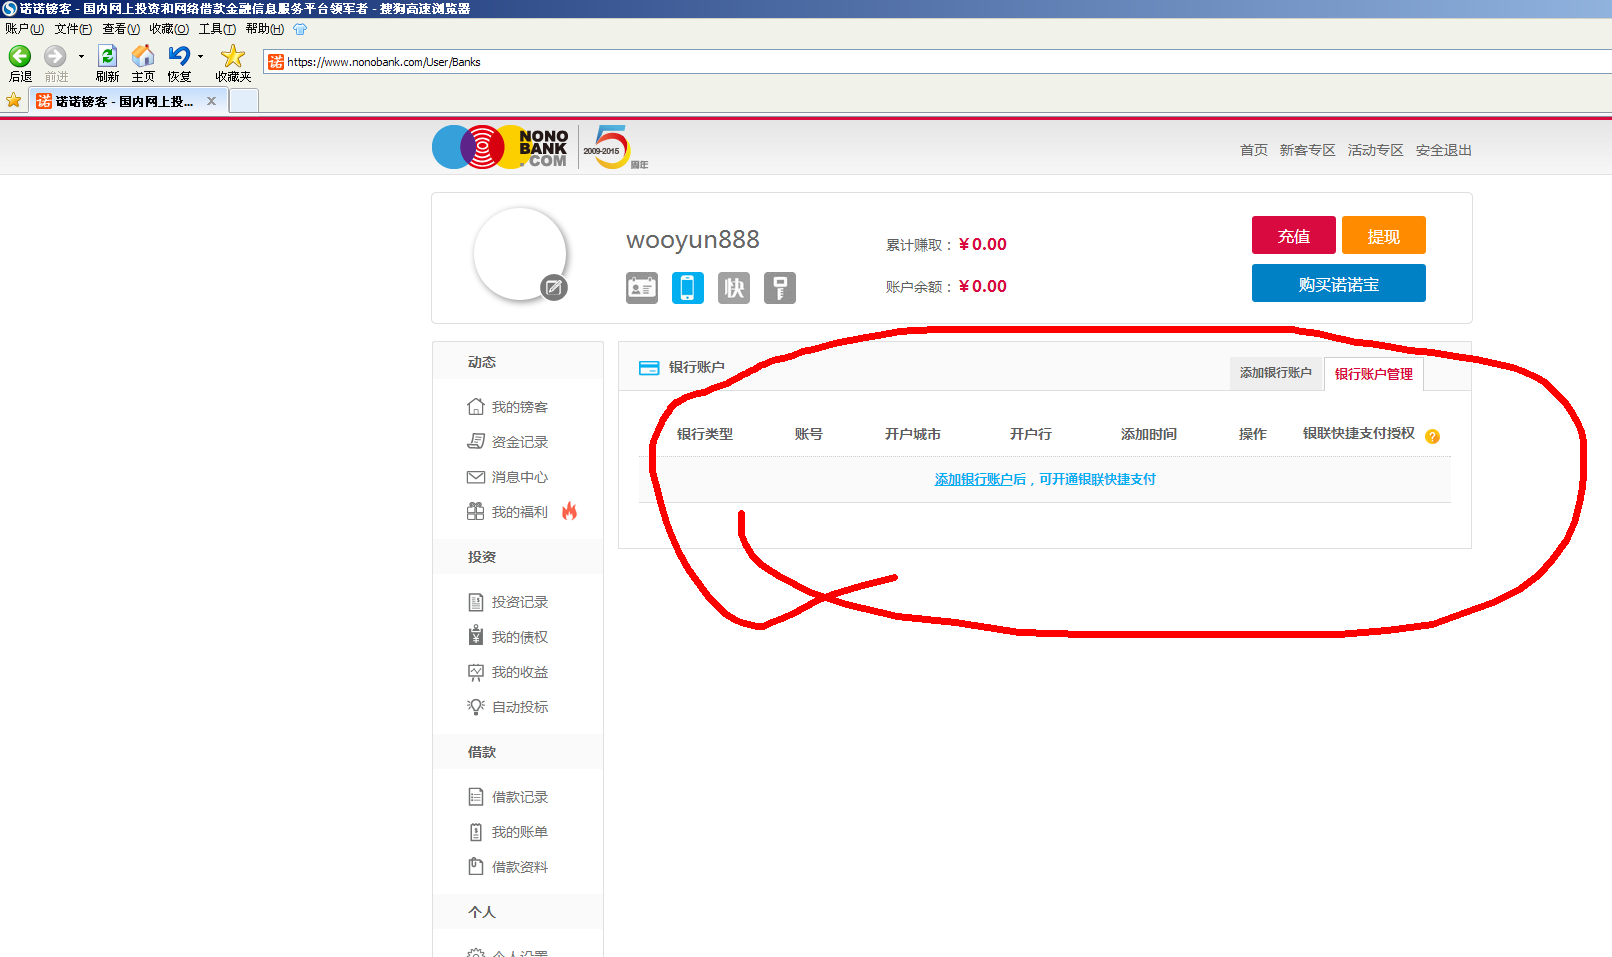 诺诺镑客 - 国内网上投资和网络借款金融信息服务平台领军者 - 搜狗高速浏览器
账户(U) 文件(F) 查看(V) 收藏(O) 工具(T) 帮助(H)
后退 前进 刷新 主页 恢复 收藏夹
诺 https://www.nonobank.com/User/Banks
诺 诺诺镑客 - 国内网上投... x
NONO
BANK
.COM
5
2009-2015
周年
首页 新客专区 活动专区 安全退出
wooyun888
快
累计赚取：￥0.00
账户余额：￥0.00
充值 提现
购买诺诺宝
动态
我的镑客
资金记录
消息中心
我的福利
投资
投资记录
我的债权
我的收益
自动投标
借款
借款记录
我的账单
借款资料
个人
个人设置
银行账户
添加银行账户 银行账户管理
银行类型 账号 开户城市 开户行 添加时间 操作 银联快捷支付授权 ?
添加银行账户后，可开通银联快捷支付